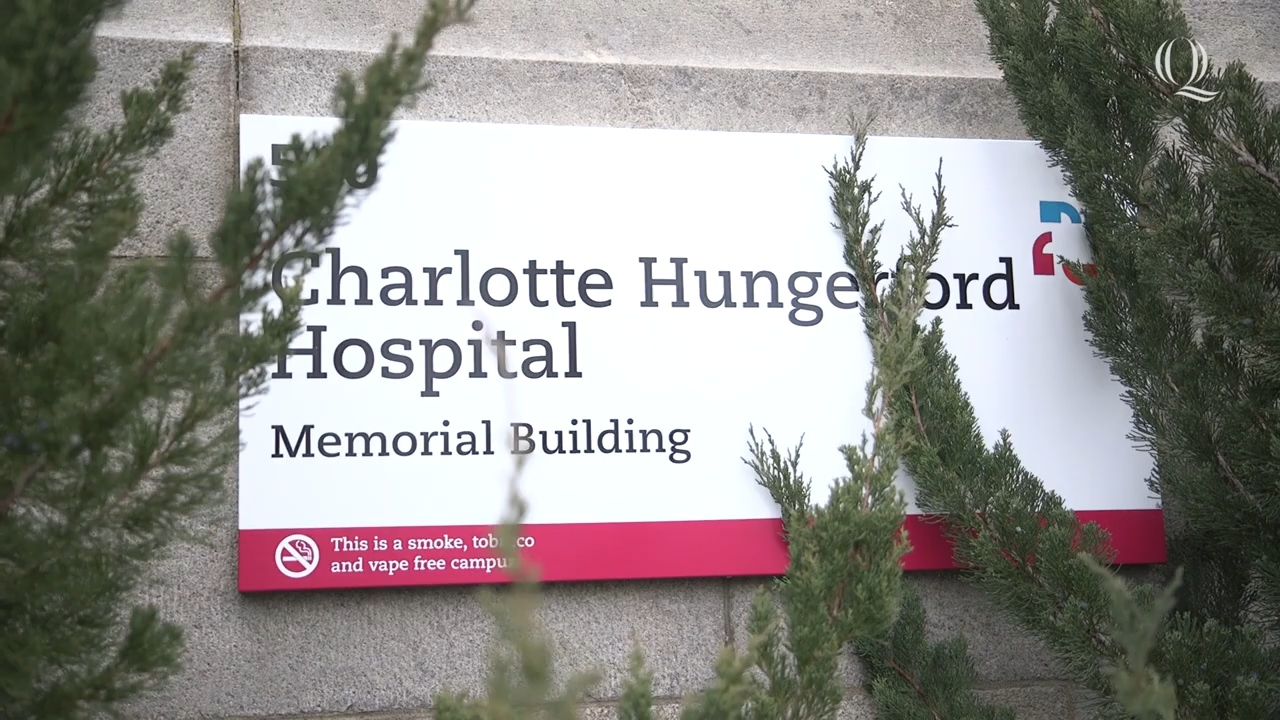 Charlotte Hungerford
Hospital
Memorial Building
This is a smoke, tobacco
and vape free campus
Q